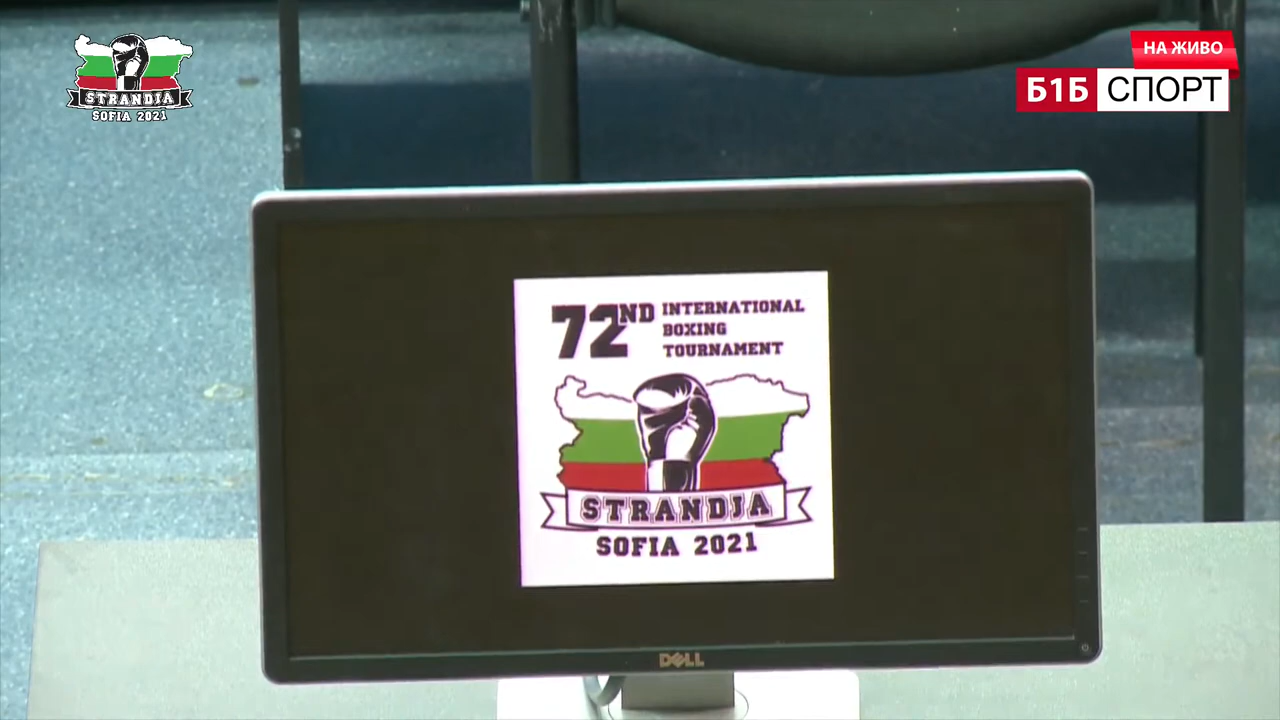 STRANDJA
SOFIA 2021
НА ЖИВО
Б1Б СПОРТ
72ND INTERNATIONAL
BOXING
TOURNAMENT
STRANDJA
SOFIA 2021
DELL